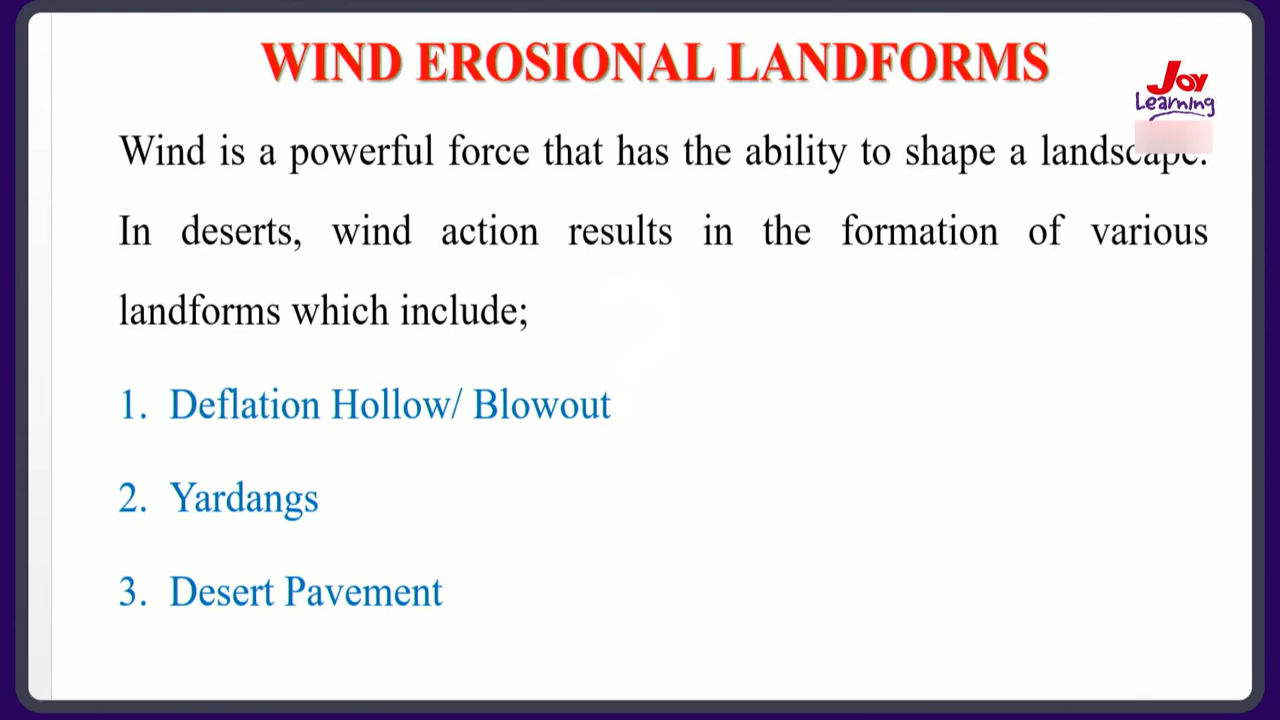 WIND EROSIONAL LANDFORMS
Joy
Learning
Wind is a powerful force that has the ability to shape a landscape.
In deserts, wind action results in the formation of various
landforms which include;
1. Deflation Hollow/ Blowout
2. Yardangs
3. Desert Pavement